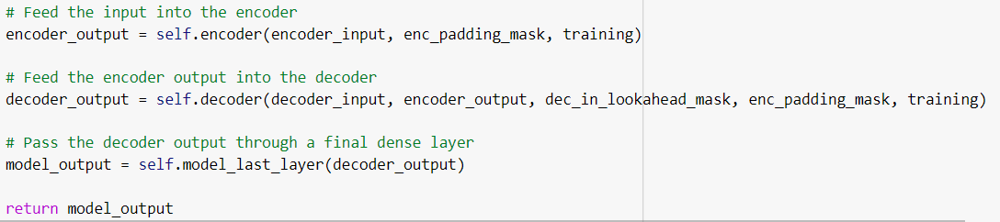 # Feed the input into the encoder
encoder_output = self.encoder(encoder_input, enc_padding_mask, training)
# Feed the encoder output into the decoder
decoder_output = self.decoder(decoder_input, encoder_output, dec_in_lookahead_mask, enc_padding_mask, training)
# Pass the decoder output through a final dense layer
model_output = self.model_last_layer(decoder_output)
return model_output